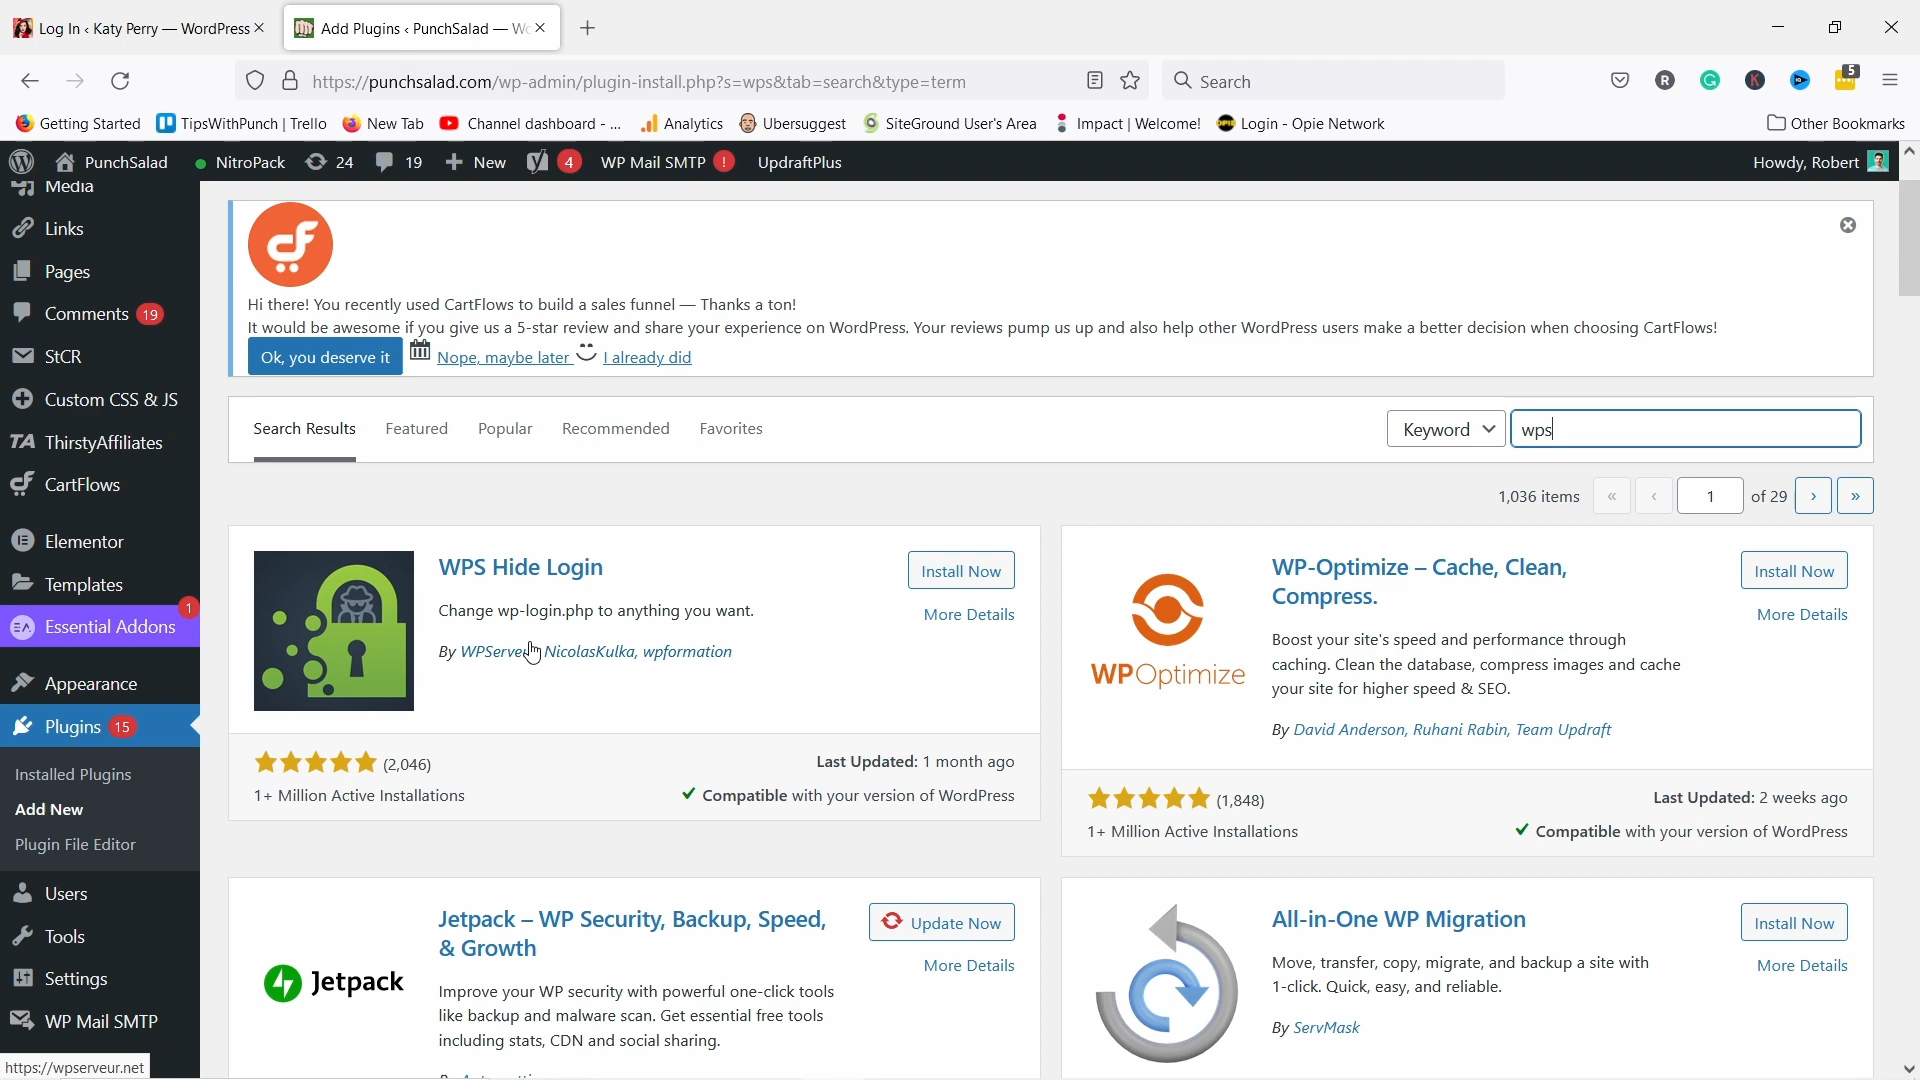 Log In ‹ Katy Perry — WordPress
Add Plugins ‹ PunchSalad — Wo
https://punchsalad.com/wp-admin/plugin-install.php?s=wps&tab=search&type=term
Search
R
G
K
5
Getting Started
TipsWithPunch | Trello
New Tab
Channel dashboard - ...
Analytics
Ubersuggest
SiteGround User's Area
Impact | Welcome!
OPIE
Login - Opie Network
Other Bookmarks
PunchSalad
NitroPack
24
19
New
4
WP Mail SMTP !
UpdraftPlus
Howdy, Robert
Media
Links
Pages
Comments 19
StCR
Custom CSS & JS
TA ThirstyAffiliates
CartFlows
Elementor
Templates
1
EA Essential Addons
Appearance
Plugins 15
Installed Plugins
Add New
Plugin File Editor
Users
Tools
Settings
WP Mail SMTP
https://wpserveur.net
Hi there! You recently used CartFlows to build a sales funnel — Thanks a ton!
It would be awesome if you give us a 5-star review and share your experience on WordPress. Your reviews pump us up and also help other WordPress users make a better decision when choosing CartFlows!
Ok, you deserve it
Nope, maybe later
I already did
Search Results
Featured
Popular
Recommended
Favorites
Keyword
wps
1,036 items
«
‹
1
of 29
›
»
WPS Hide Login
Install Now
Change wp-login.php to anything you want.
More Details
By WPServeur, NicolasKulka, wpformation
(2,046)
Last Updated: 1 month ago
1+ Million Active Installations
Compatible with your version of WordPress
WPOptimize
WP-Optimize – Cache, Clean,
Compress.
Install Now
More Details
Boost your site's speed and performance through
caching. Clean the database, compress images and cache
your site for higher speed & SEO.
By David Anderson, Ruhani Rabin, Team Updraft
(1,848)
Last Updated: 2 weeks ago
1+ Million Active Installations
Compatible with your version of WordPress
Jetpack
Jetpack – WP Security, Backup, Speed,
& Growth
Update Now
More Details
Improve your WP security with powerful one-click tools
like backup and malware scan. Get essential free tools
including stats, CDN and social sharing.
All-in-One WP Migration
Install Now
Move, transfer, copy, migrate, and backup a site with
1-click. Quick, easy, and reliable.
More Details
By ServMask